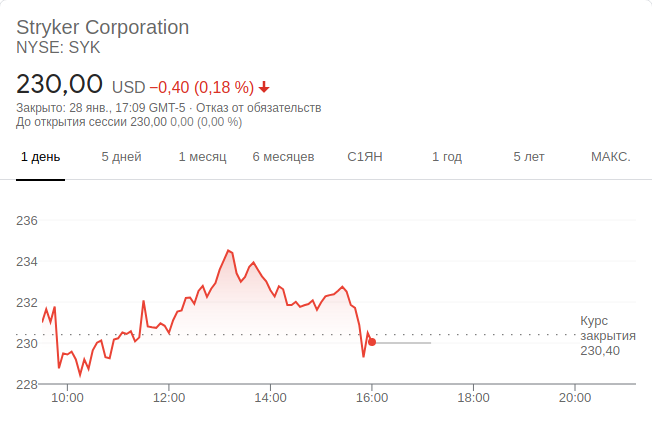 Stryker Corporation
NYSE: SYK
230,00 USD −0,40 (0,18 %)
Закрыто: 28 янв., 17:09 GMT-5 · Отказ от обязательств
До открытия сессии 230,00 0,00 (0,00 %)
1 день 5 дней 1 месяц 6 месяцев С1ЯН 1 год 5 лет МАКС.
236
234
232
Курс
закрытия
230,40
230
228
10:00 12:00 14:00 16:00 18:00 20:00